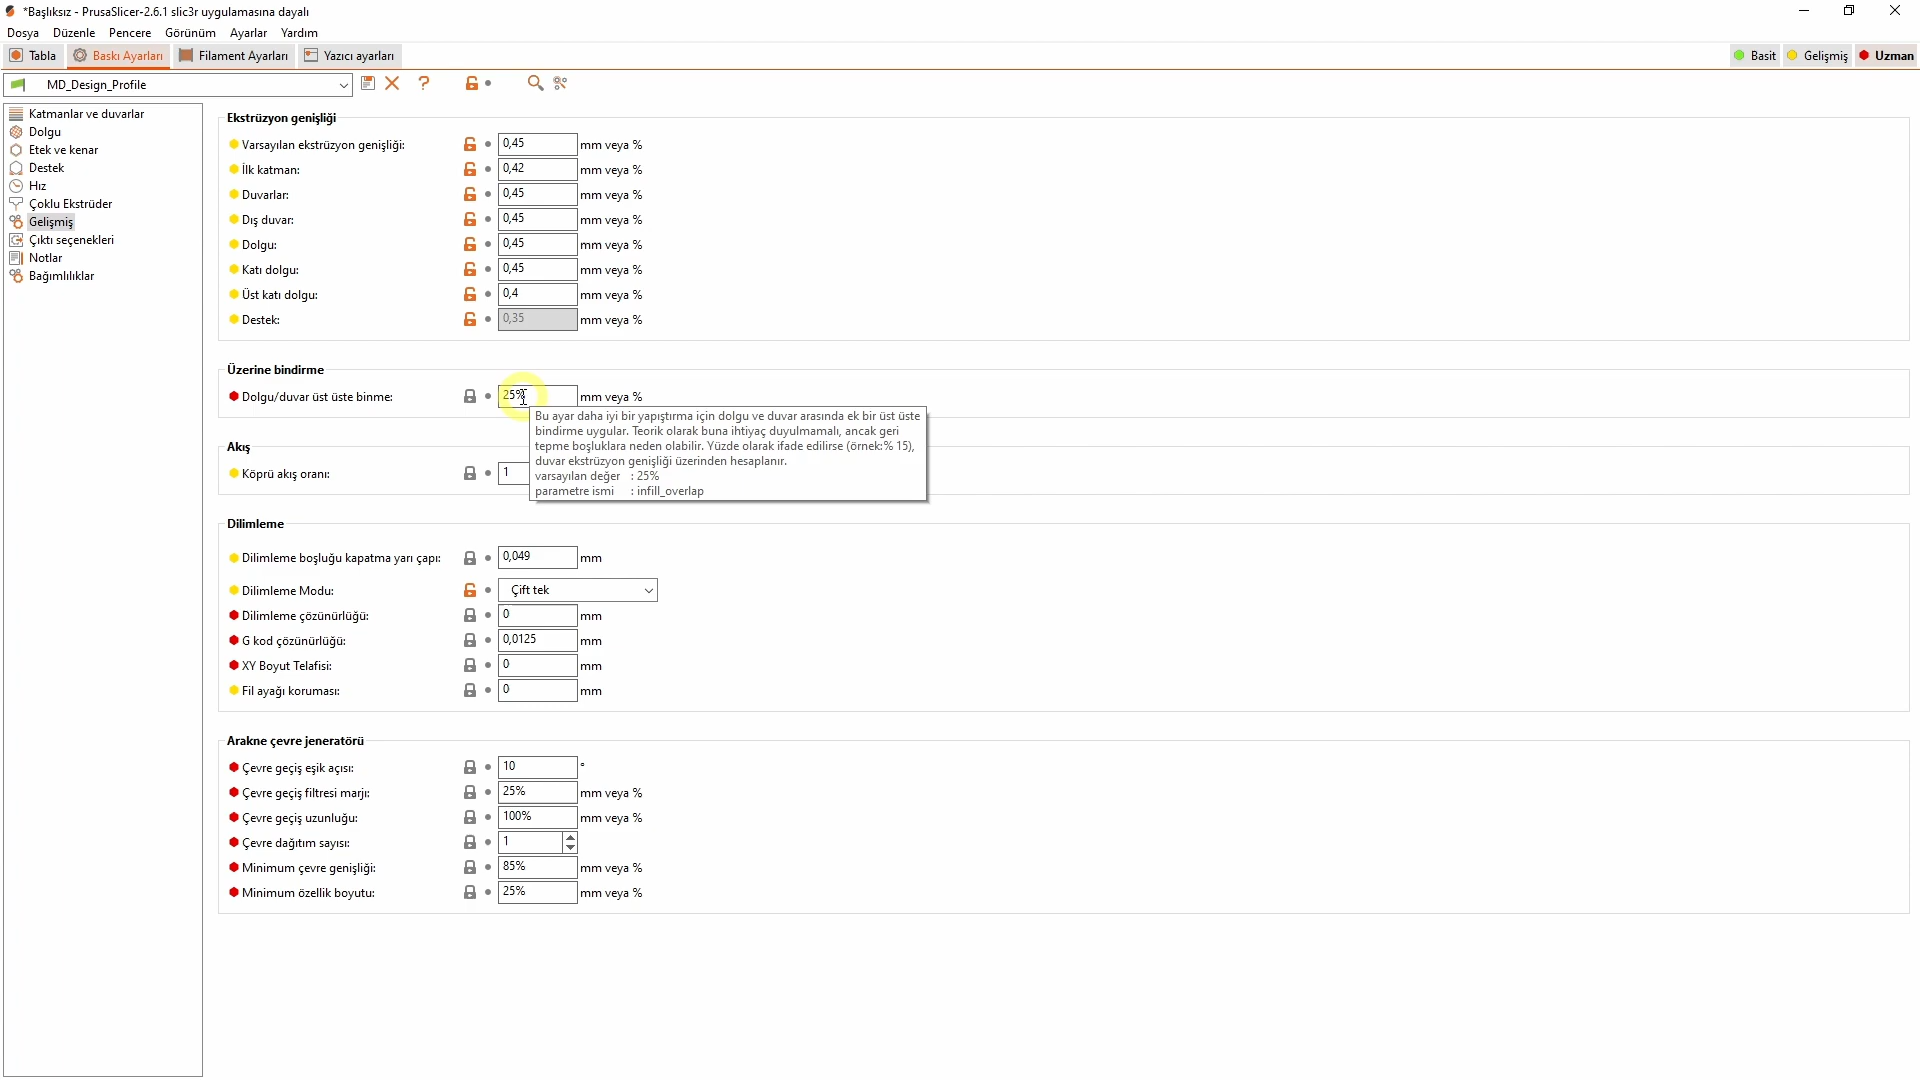 *Başlıksız - PrusaSlicer-2.6.1 slic3r uygulamasına dayalı
Dosya Düzenle Pencere Görünüm Ayarlar Yardım
Tabla Baskı Ayarları Filament Ayarları Yazıcı ayarları Basit Gelişmiş Uzman
MD_Design_Profile
Katmanlar ve duvarlar
Dolgu
Etek ve kenar
Destek
Hız
Çoklu Ekstrüder
Gelişmiş
Çıktı seçenekleri
Notlar
Bağımlılıklar
Ekstrüzyon genişliği
Varsayılan ekstrüzyon genişliği: 0,45 mm veya %
İlk katman: 0,42 mm veya %
Duvarlar: 0,45 mm veya %
Dış duvar: 0,45 mm veya %
Dolgu: 0,45 mm veya %
Katı dolgu: 0,45 mm veya %
Üst katı dolgu: 0,4 mm veya %
Destek: 0,35 mm veya %
Üzerine bindirme
Dolgu/duvar üst üste binme: 25% mm veya %
Bu ayar daha iyi bir yapıştırma için dolgu ve duvar arasında ek bir üst üste
bindirme uygular. Teorik olarak buna ihtiyaç duyulmamalı, ancak geri
tepme boşluklara neden olabilir. Yüzde olarak ifade edilirse (örnek:% 15),
duvar ekstrüzyon genişliği üzerinden hesaplanır.
varsayılan değer : 25%
parametre ismi : infill_overlap
Akış
Köprü akış oranı: 1
Dilimleme
Dilimleme boşluğu kapatma yarı çapı: 0,049 mm
Dilimleme Modu: Çift tek
Dilimleme çözünürlüğü: 0 mm
G kod çözünürlüğü: 0,0125 mm
XY Boyut Telafisi: 0 mm
Fil ayağı koruması: 0 mm
Arakne çevre jeneratörü
Çevre geçiş eşik açısı: 10 °
Çevre geçiş filtresi marjı: 25% mm veya %
Çevre geçiş uzunluğu: 100% mm veya %
Çevre dağıtım sayısı: 1
Minimum çevre genişliği: 85% mm veya %
Minimum özellik boyutu: 25% mm veya %